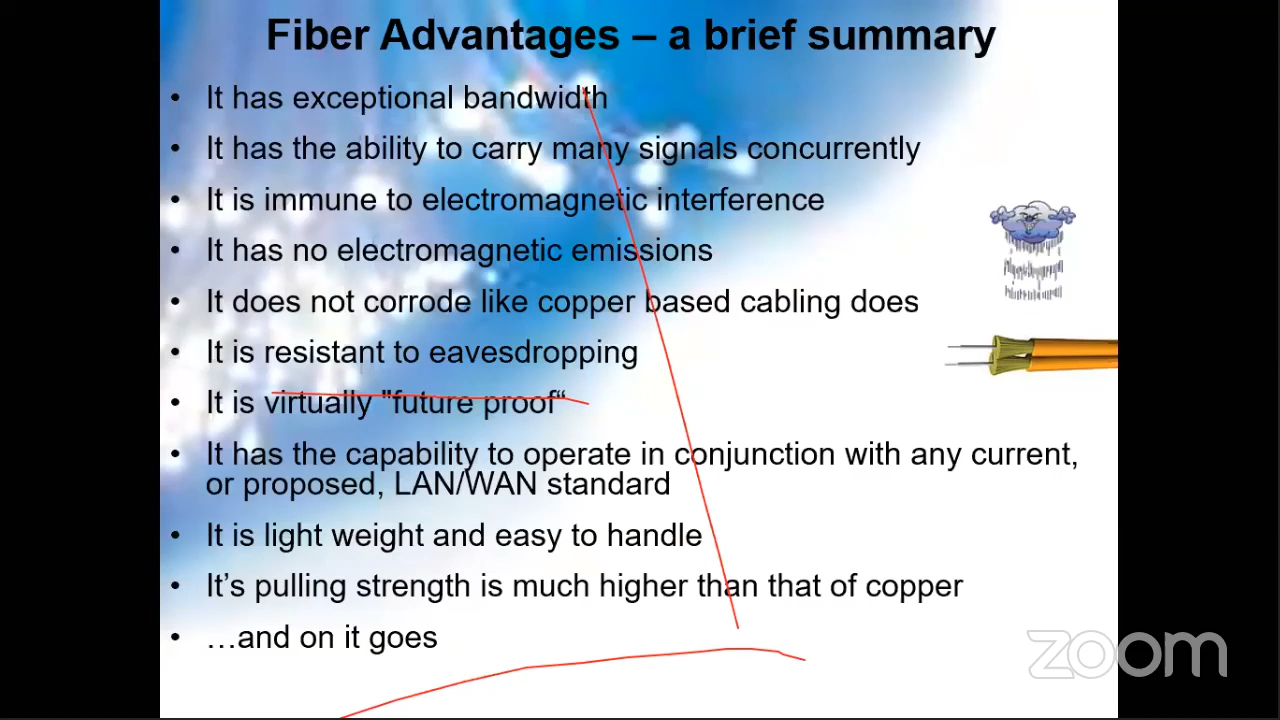 Fiber Advantages – a brief summary
• It has exceptional bandwidth
• It has the ability to carry many signals concurrently
• It is immune to electromagnetic interference
• It has no electromagnetic emissions
• It does not corrode like copper based cabling does
• It is resistant to eavesdropping
• It is virtually "future proof“
• It has the capability to operate in conjunction with any current,
or proposed, LAN/WAN standard
• It is light weight and easy to handle
• It’s pulling strength is much higher than that of copper
• …and on it goes
zoom